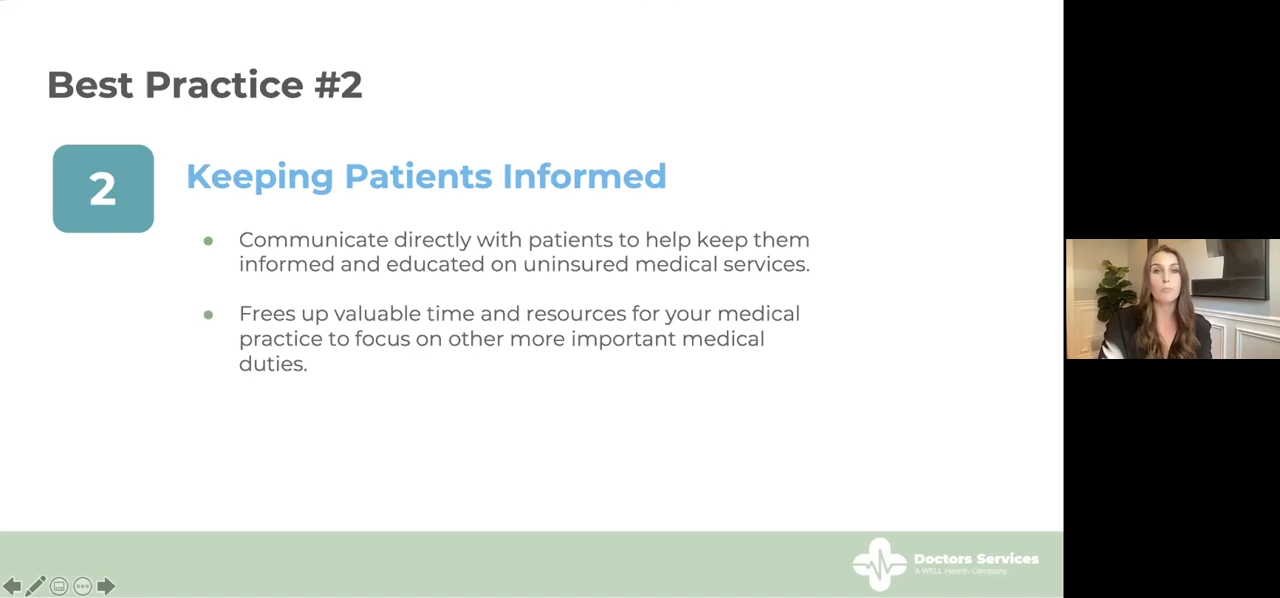 Best Practice #2
2
Keeping Patients Informed
Communicate directly with patients to help keep them
informed and educated on uninsured medical services.
Frees up valuable time and resources for your medical
practice to focus on other more important medical
duties.
Doctors Services
A WELL Health Company